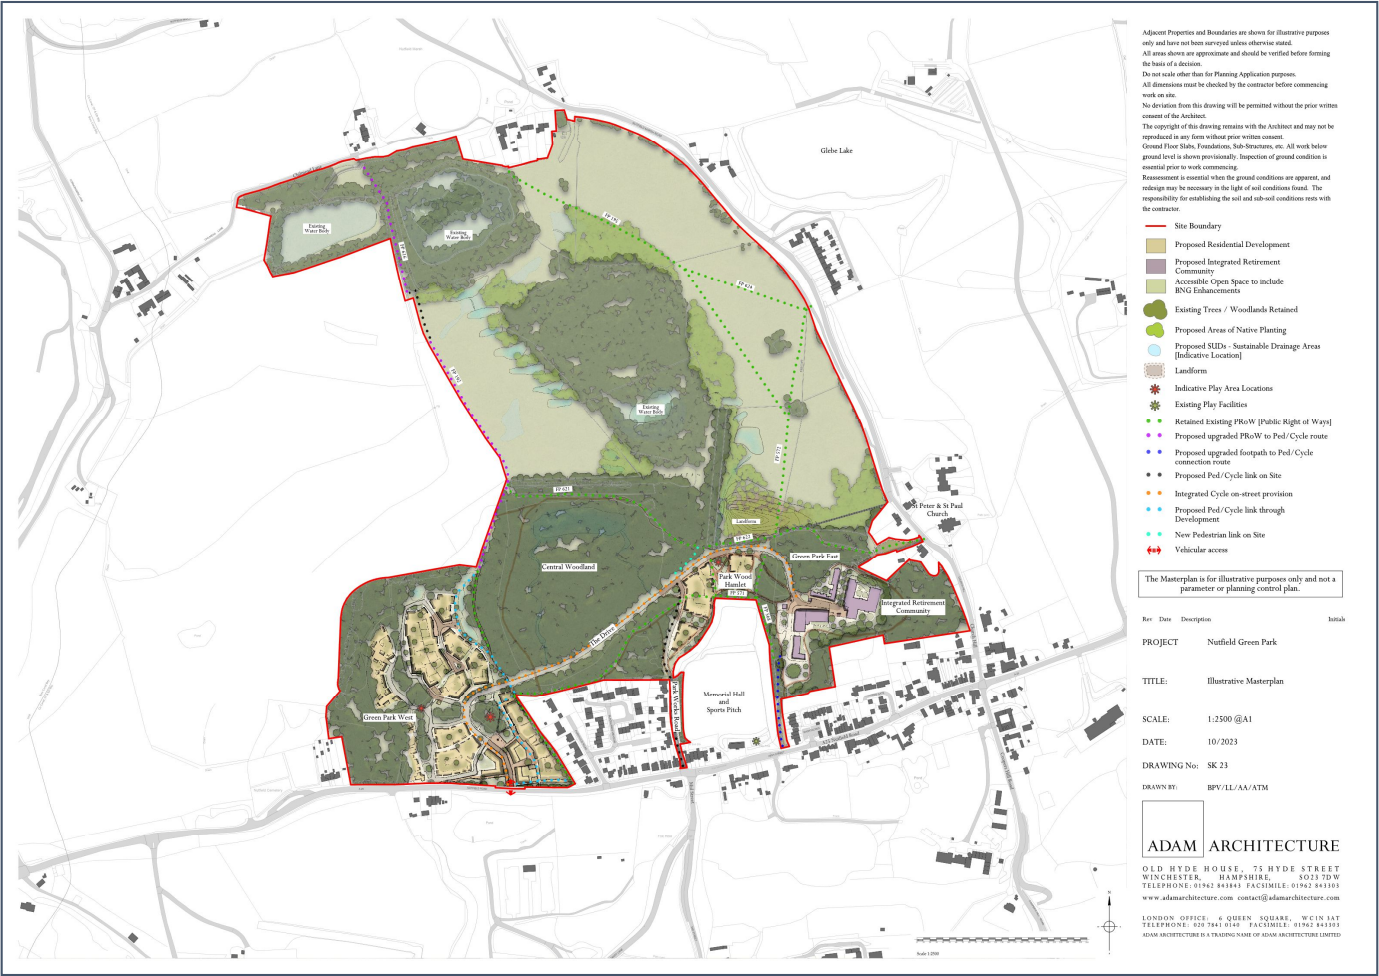 Adjacent Properties and Boundaries are shown for illustrative purposes
only and have not been surveyed unless otherwise stated.
All areas shown are approximate and should be verified before forming
the basis of a decision.
Do not scale other than for Planning Application purposes.
All dimensions must be checked by the contractor before commencing
work on site.
No deviation from this drawing will be permitted without the prior written
consent of the Architect.
The copyright of this drawing remains with the Architect and may not be
reproduced in any form without prior written consent.
Ground Floor Slabs, Foundations, Sub-Structures, etc. All work below
ground level is shown provisionally. Inspection of ground condition is
essential prior to work commencing.
Reassessment is essential when the ground conditions are apparent, and
redesign may be necessary in the light of soil conditions found. The
responsibility for establishing the soil and sub-soil conditions rests with
the contractor.
Site Boundary
Proposed Residential Development
Proposed Integrated Retirement
Community
Accessible Open Space to include
BNG Enhancements
Existing Trees / Woodlands Retained
Proposed Areas of Native Planting
Proposed SUDs - Sustainable Drainage Areas
[Indicative Location]
Landform
Indicative Play Area Locations
Existing Play Facilities
Retained Existing PRoW [Public Right of Ways]
Proposed upgraded PRoW to Ped/Cycle route
Proposed upgraded footpath to Ped/Cycle
connection route
Proposed Ped/Cycle link on Site
Integrated Cycle on-street provision
Proposed Ped/Cycle link through
Development
New Pedestrian link on Site
Vehicular access
The Masterplan is for illustrative purposes only and not a
parameter or planning control plan.
Rev Date Description Initials
PROJECT Nutfield Green Park
TITLE: Illustrative Masterplan
SCALE: 1:2500 @A1
DATE: 10/2023
DRAWING No: SK 23
DRAWN BY: BPV/LL/AA/ATM
ADAM ARCHITECTURE
OLD HYDE HOUSE, 75 HYDE STREET
WINCHESTER, HAMPSHIRE, SO23 7DW
TELEPHONE: 01962 843843 FACSIMILE: 01962 843303
www.adamarchitecture.com contact@adamarchitecture.com
LONDON OFFICE: 6 QUEEN SQUARE, WC1N 3AT
TELEPHONE: 020 7841 0140 FACSIMILE: 01962 843303
ADAM ARCHITECTURE IS A TRADING NAME OF ADAM ARCHITECTURE LIMITED
Glebe Lake
Existing
Water Body
Existing
Water Body
Existing
Water Body
FP 195
FP 624
FP 572
FP 621
Landform
FP 623
St Peter & St Paul
Church
Central Woodland
Green Park East
Park Wood
Hamlet
FP 571
Integrated Retirement
Community
The Drive
Park Works Road
Memorial Hall
and
Sports Pitch
Green Park West
A25 Nutfield Road
Scale 1:2500
N